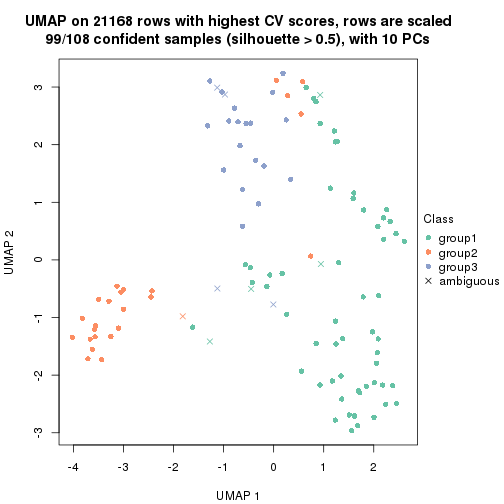 UMAP on 21168 rows with highest CV scores, rows are scaled
99/108 confident samples (silhouette > 0.5), with 10 PCs
3
2
1
0
-1
-2
-3
UMAP 2
-4
-3
-2
-1
0
1
2
UMAP 1
Class
group1
group2
group3
ambiguous